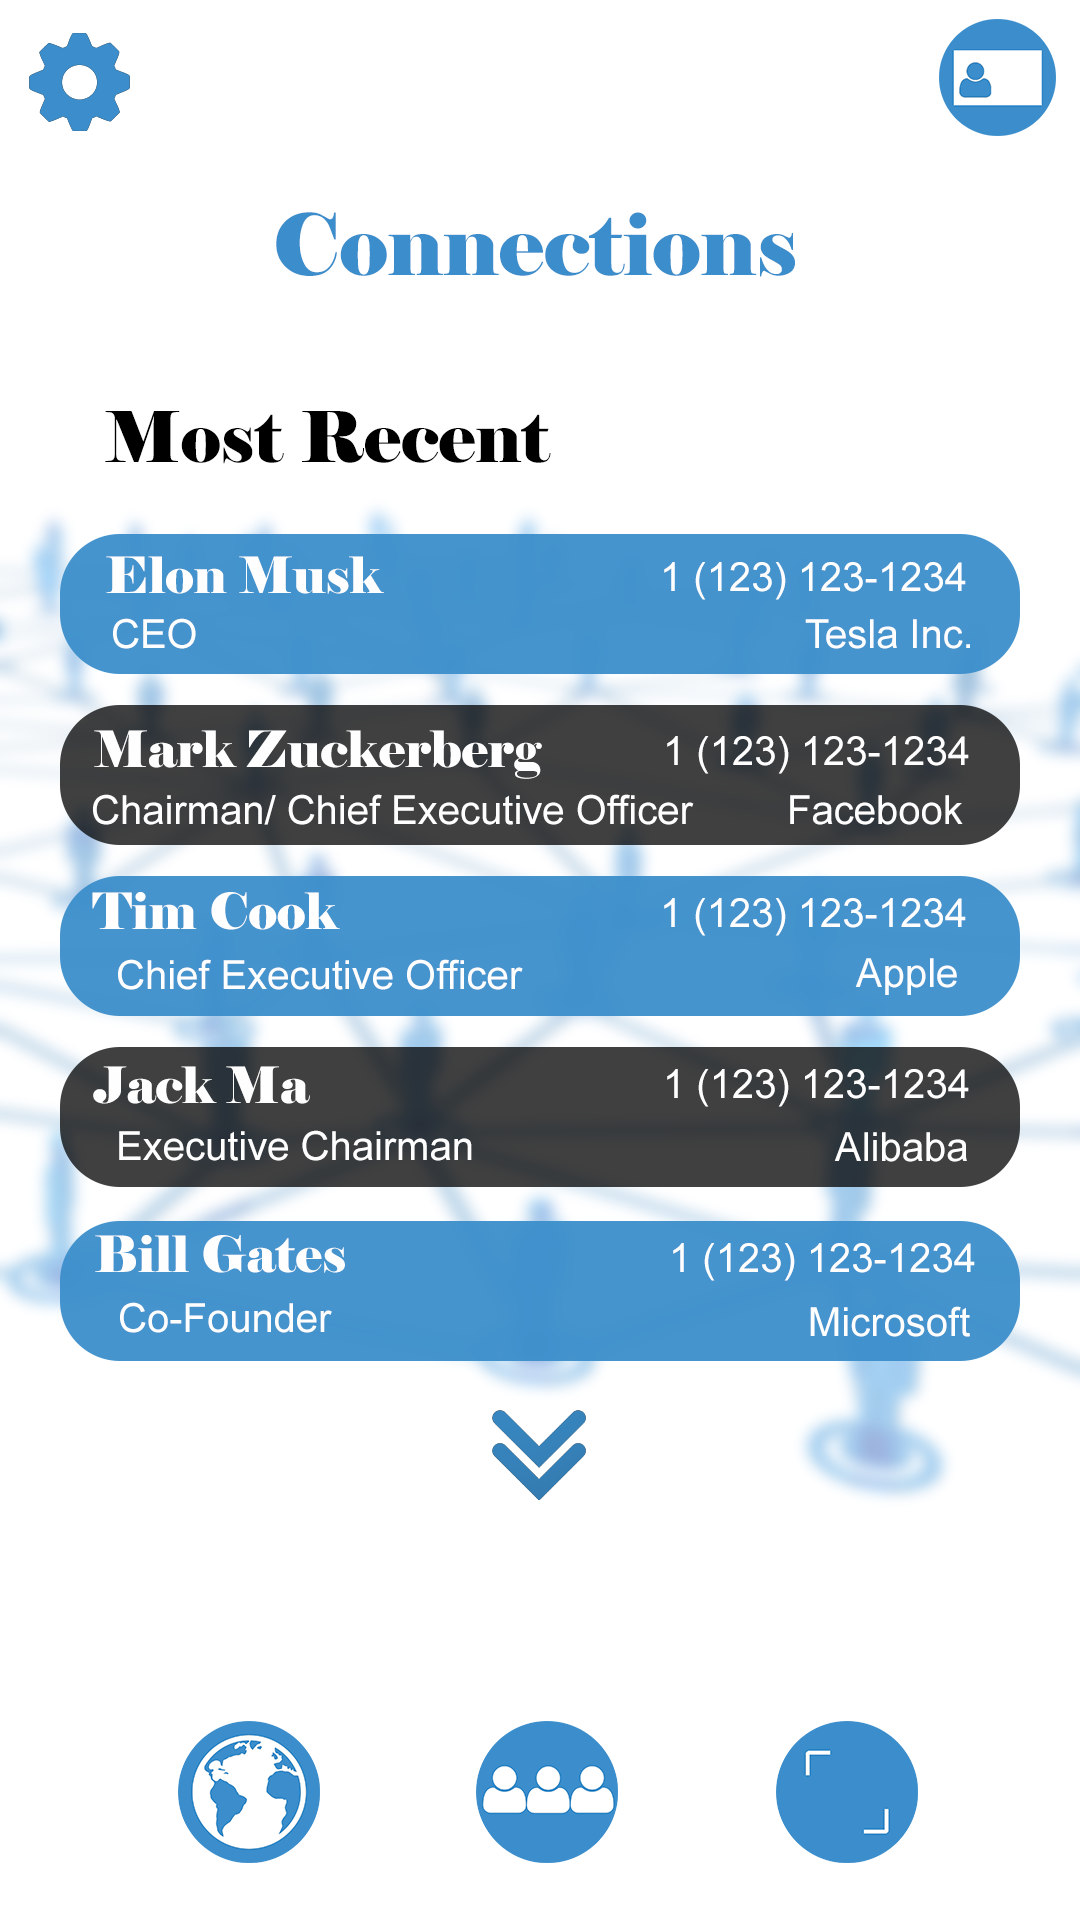 Connections
Most Recent
Elon Musk 1 (123) 123-1234
CEO Tesla Inc.
Mark Zuckerberg 1 (123) 123-1234
Chairman/ Chief Executive Officer Facebook
Tim Cook 1 (123) 123-1234
Chief Executive Officer Apple
Jack Ma 1 (123) 123-1234
Executive Chairman Alibaba
Bill Gates 1 (123) 123-1234
Co-Founder Microsoft